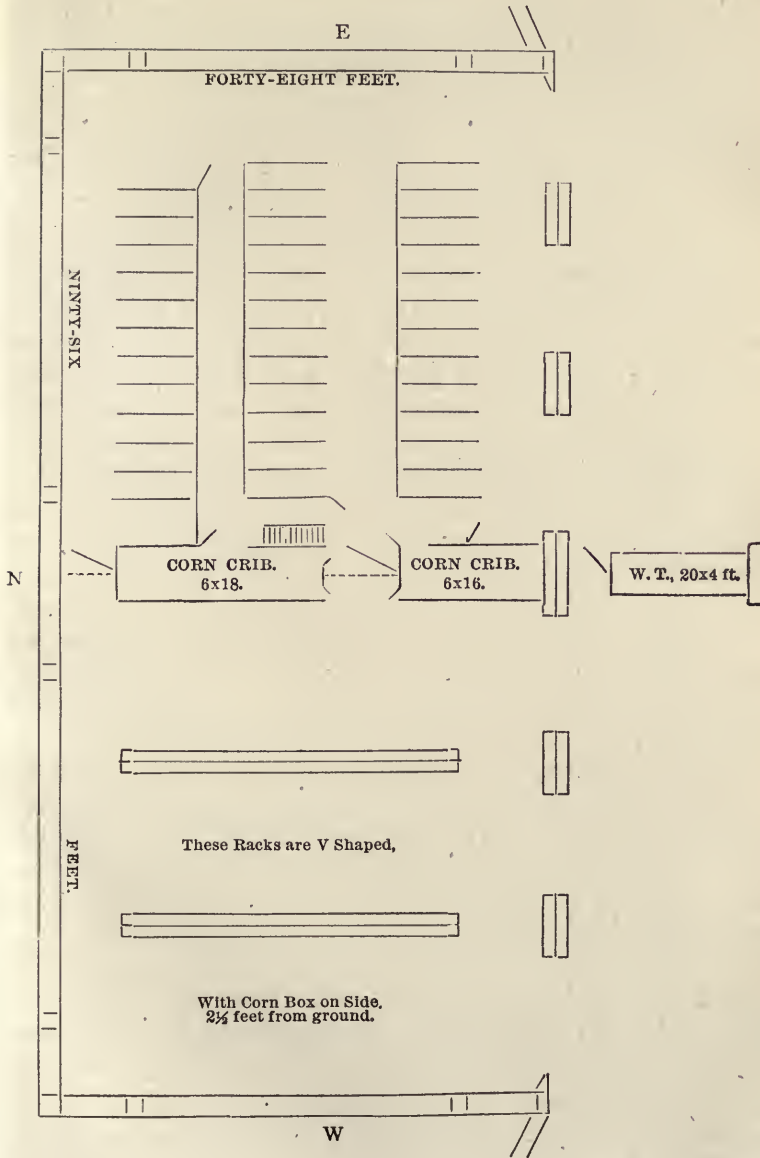 E
FORTY-EIGHT FEET.
NINTY-SIX
N
CORN CRIB.
6x18.
CORN CRIB.
6x16.
W. T., 20x4 ft.
These Racks are V Shaped,
FEET.
With Corn Box on Side.
2½ feet from ground.
W